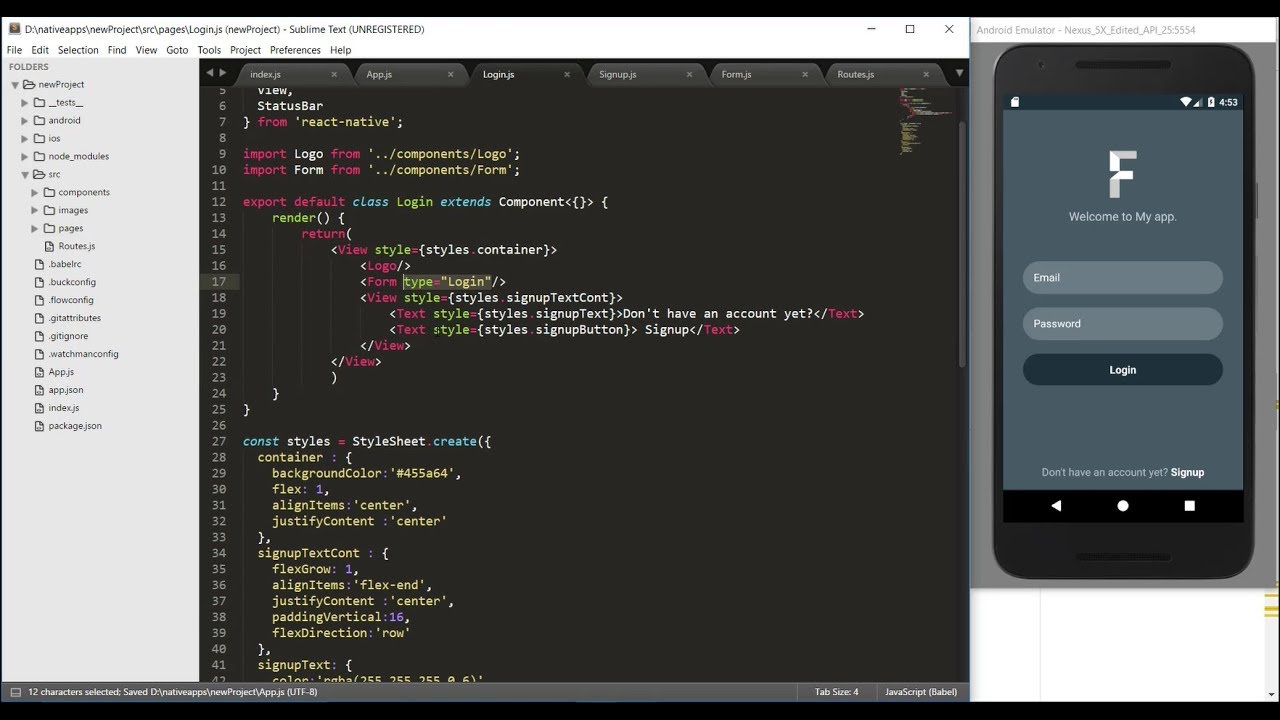 D:\nativeapps\newProject\src\pages\Login.js (newProject) - Sublime Text (UNREGISTERED)
File Edit Selection Find View Goto Tools Project Preferences Help
FOLDERS
newProject
__tests__
android
ios
node_modules
src
components
images
pages
Routes.js
.babelrc
.buckconfig
.flowconfig
.gitattributes
.gitignore
.watchmanconfig
App.js
app.json
index.js
package.json
index.js App.js Login.js Signup.js Form.js Routes.js
5 View,
6 StatusBar
7 } from 'react-native';
8
9 import Logo from '../components/Logo';
10 import Form from '../components/Form';
11
12 export default class Login extends Component<{}> {
13 render() {
14 return(
15 <View style={styles.container}>
16 <Logo/>
17 <Form type="Login"/>
18 <View style={styles.signupTextCont}>
19 <Text style={styles.signupText}>Don't have an account yet?</Text>
20 <Text style={styles.signupButton}> Signup</Text>
21 </View>
22 </View>
23 )
24 }
25 }
26
27 const styles = StyleSheet.create({
28 container : {
29 backgroundColor:'#455a64',
30 flex: 1,
31 alignItems:'center',
32 justifyContent :'center'
33 },
34 signupTextCont : {
35 flexGrow: 1,
36 alignItems:'flex-end',
37 justifyContent :'center',
38 paddingVertical:16,
39 flexDirection:'row'
40 },
41 signupText: {
42 color:'rgba(255,255,255,0.6)'
12 characters selected; Saved D:\nativeapps\newProject\App.js (UTF-8)
Tab Size: 4
JavaScript (Babel)
Android Emulator - Nexus_5X_Edited_API_25:5554
4:53
F
Welcome to My app.
Email
Password
Login
Don't have an account yet? Signup